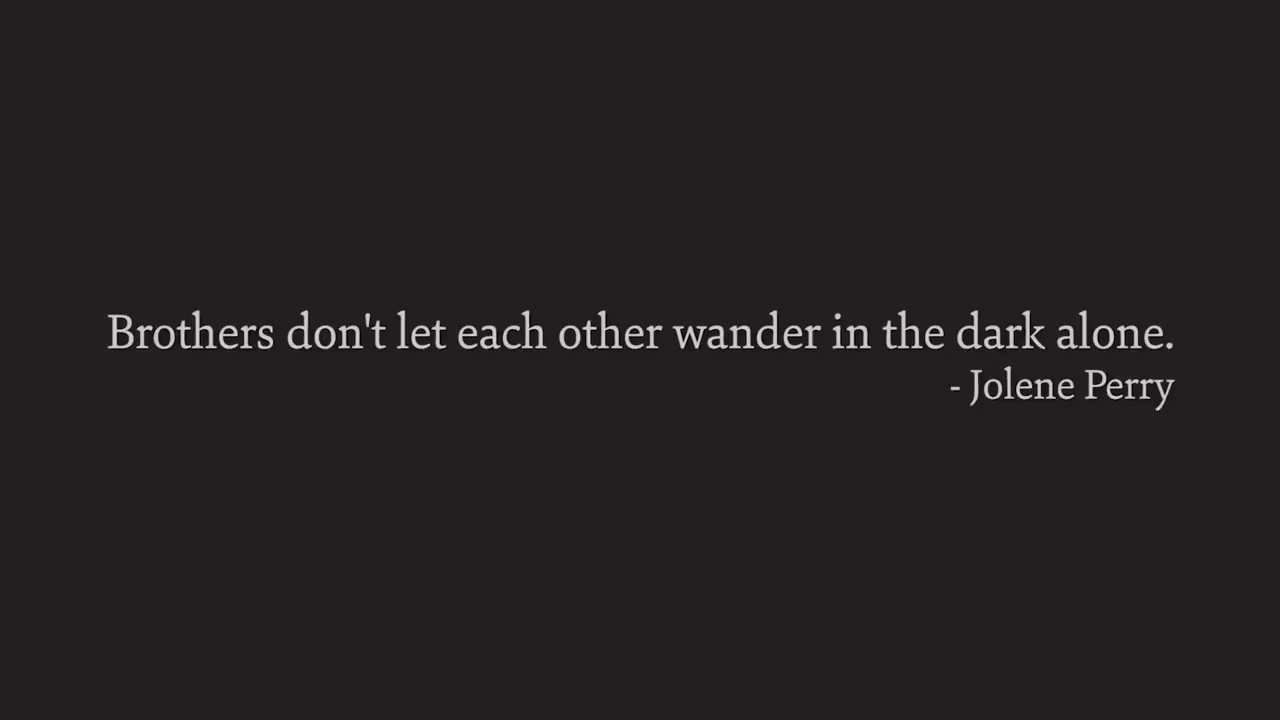 Brothers don't let each other wander in the dark alone.
- Jolene Perry